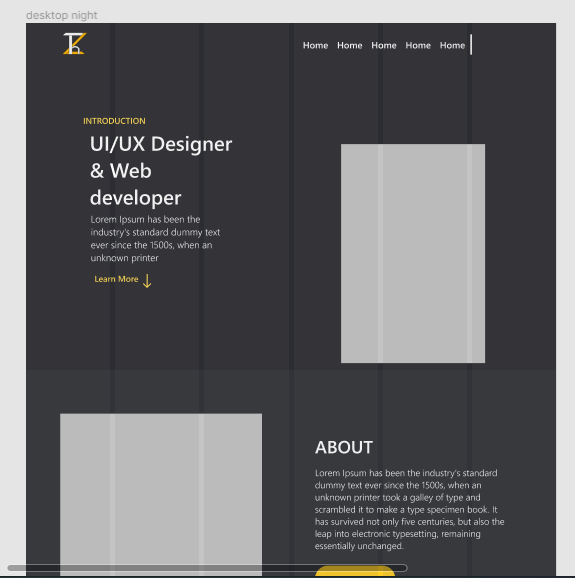 desktop night
Home Home Home Home Home
INTRODUCTION
UI/UX Designer
& Web
developer
Lorem Ipsum has been the
industry's standard dummy text
ever since the 1500s, when an
unknown printer
Learn More
ABOUT
Lorem Ipsum has been the industry's standard
dummy text ever since the 1500s, when an
unknown printer took a galley of type and
scrambled it to make a type specimen book. It
has survived not only five centuries, but also the
leap into electronic typesetting, remaining
essentially unchanged.